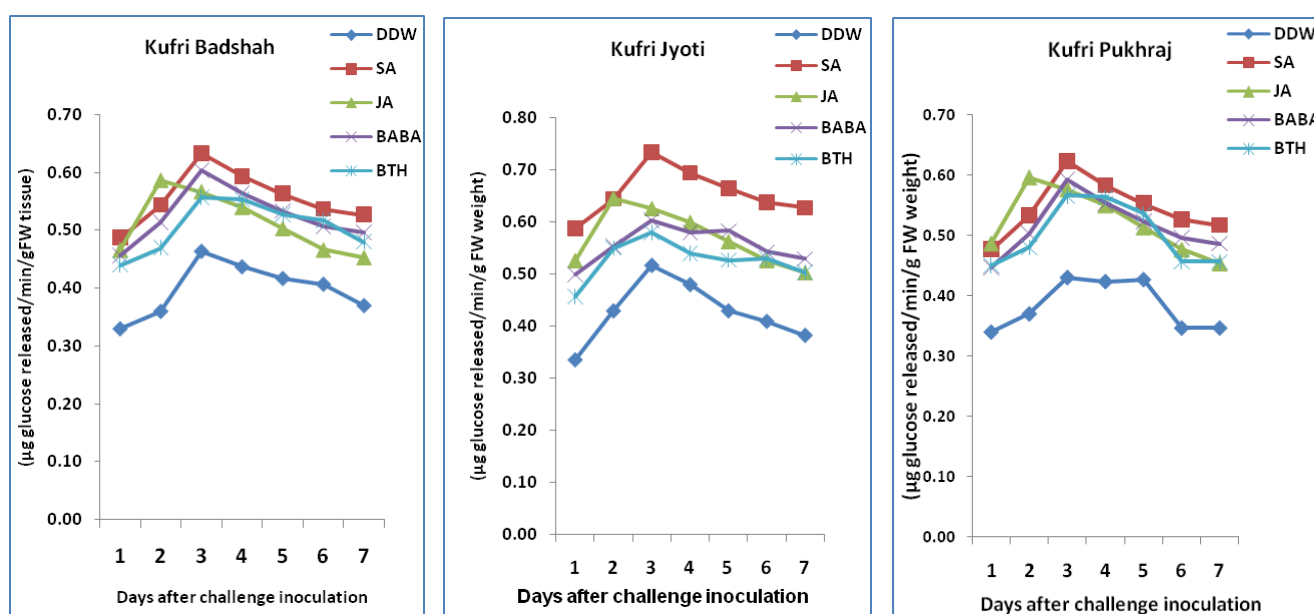 Kufri Badshah
DDW
SA
JA
BABA
BTH
0.70
0.60
0.50
0.40
0.30
0.20
0.10
0.00
(µg glucose released/min/gFW tissue)
1 2 3 4 5 6 7
Days after challenge inoculation
Kufri Jyoti
DDW
SA
JA
BABA
BTH
0.80
0.70
0.60
0.50
0.40
0.30
0.20
0.10
0.00
(µg glucose released/min/g FW weight)
1 2 3 4 5 6 7
Days after challenge inoculation
Kufri Pukhraj
DDW
SA
JA
BABA
BTH
0.70
0.60
0.50
0.40
0.30
0.20
0.10
0.00
(µg glucose released/min/g FW weight)
1 2 3 4 5 6 7
Days after challenge inoculation